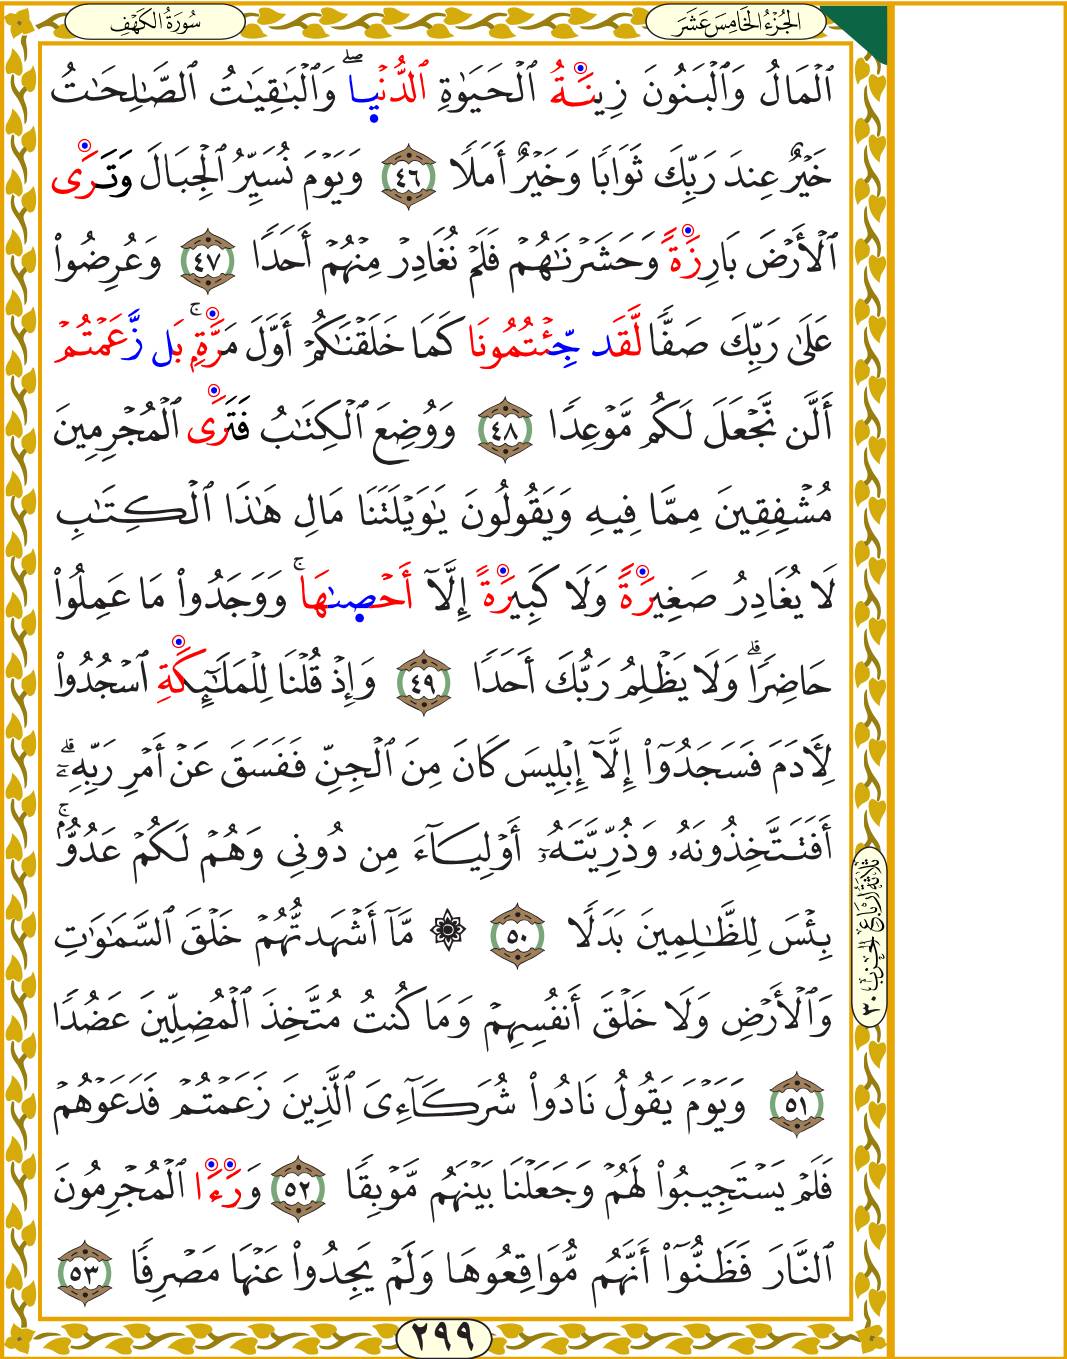 الجُزْءُ الخَامِسَ عَشَرَ
سُورَةُ الكَهْفِ
ٱلْمَالُ وَٱلْبَنُونَ زِينَةُ ٱلْحَيَوٰةِ ٱلدُّنْيَاۖ وَٱلْبَٰقِيَٰتُ ٱلصَّٰلِحَٰتُ
خَيْرٌ عِندَ رَبِّكَ ثَوَابًا وَخَيْرٌ أَمَلًا ٤٦ وَيَوْمَ نُسَيِّرُ ٱلْجِبَالَ وَتَرَى
ٱلْأَرْضَ بَارِزَةً وَحَشَرْنَٰهُمْ فَلَمْ نُغَادِرْ مِنْهُمْ أَحَدًا ٤٧ وَعُرِضُوا۟
عَلَىٰ رَبِّكَ صَفًّا لَّقَد جِّئْتُمُونَا كَمَا خَلَقْنَٰكُمْ أَوَّلَ مَرَّةٍۭۚ بَل زَّعَمْتُمْ
أَلَّن نَّجْعَلَ لَكُم مَّوْعِدًا ٤٨ وَوُضِعَ ٱلْكِتَٰبُ فَتَرَى ٱلْمُجْرِمِينَ
مُشْفِقِينَ مِمَّا فِيهِ وَيَقُولُونَ يَٰوَيْلَتَنَا مَالِ هَٰذَا ٱلْكِتَٰبِ
لَا يُغَادِرُ صَغِيرَةً وَلَا كَبِيرَةً إِلَّآ أَحْصَىٰهَاۚ وَوَجَدُوا۟ مَا عَمِلُوا۟
حَاضِرًاۗ وَلَا يَظْلِمُ رَبُّكَ أَحَدًا ٤٩ وَإِذْ قُلْنَا لِلْمَلَٰٓئِكَةِ ٱسْجُدُوا۟
لِأٓدَمَ فَسَجَدُوٓا۟ إِلَّآ إِبْلِيسَ كَانَ مِنَ ٱلْجِنِّ فَفَسَقَ عَنْ أَمْرِ رَبِّهِۦٓۗ
أَفَتَتَّخِذُونَهُۥ وَذُرِّيَّتَهُۥٓ أَوْلِيَآءَ مِن دُونِى وَهُمْ لَكُمْ عَدُوٌّۢۚ
بِئْسَ لِلظَّٰلِمِينَ بَدَلًا ٥٠ ۞ مَّآ أَشْهَدتُّهُمْ خَلْقَ ٱلسَّمَٰوَٰتِ
وَٱلْأَرْضِ وَلَا خَلْقَ أَنفُسِهِمْ وَمَا كُنتُ مُتَّخِذَ ٱلْمُضِلِّينَ عَضُدًا
٥١ وَيَوْمَ يَقُولُ نَادُوا۟ شُرَكَآءِىَ ٱلَّذِينَ زَعَمْتُمْ فَدَعَوْهُمْ
فَلَمْ يَسْتَجِيبُوا۟ لَهُمْ وَجَعَلْنَا بَيْنَهُم مَّوْبِقًا ٥٢ وَرَءَا ٱلْمُجْرِمُونَ
ٱلنَّارَ فَظَنُّوٓا۟ أَنَّهُم مُّوَاقِعُوهَا وَلَمْ يَجِدُوا۟ عَنْهَا مَصْرِفًا ٥٣
ثَلَاثَةُ أَرْبَاعِ الحِزْبِ ٣٠
٢٩٩